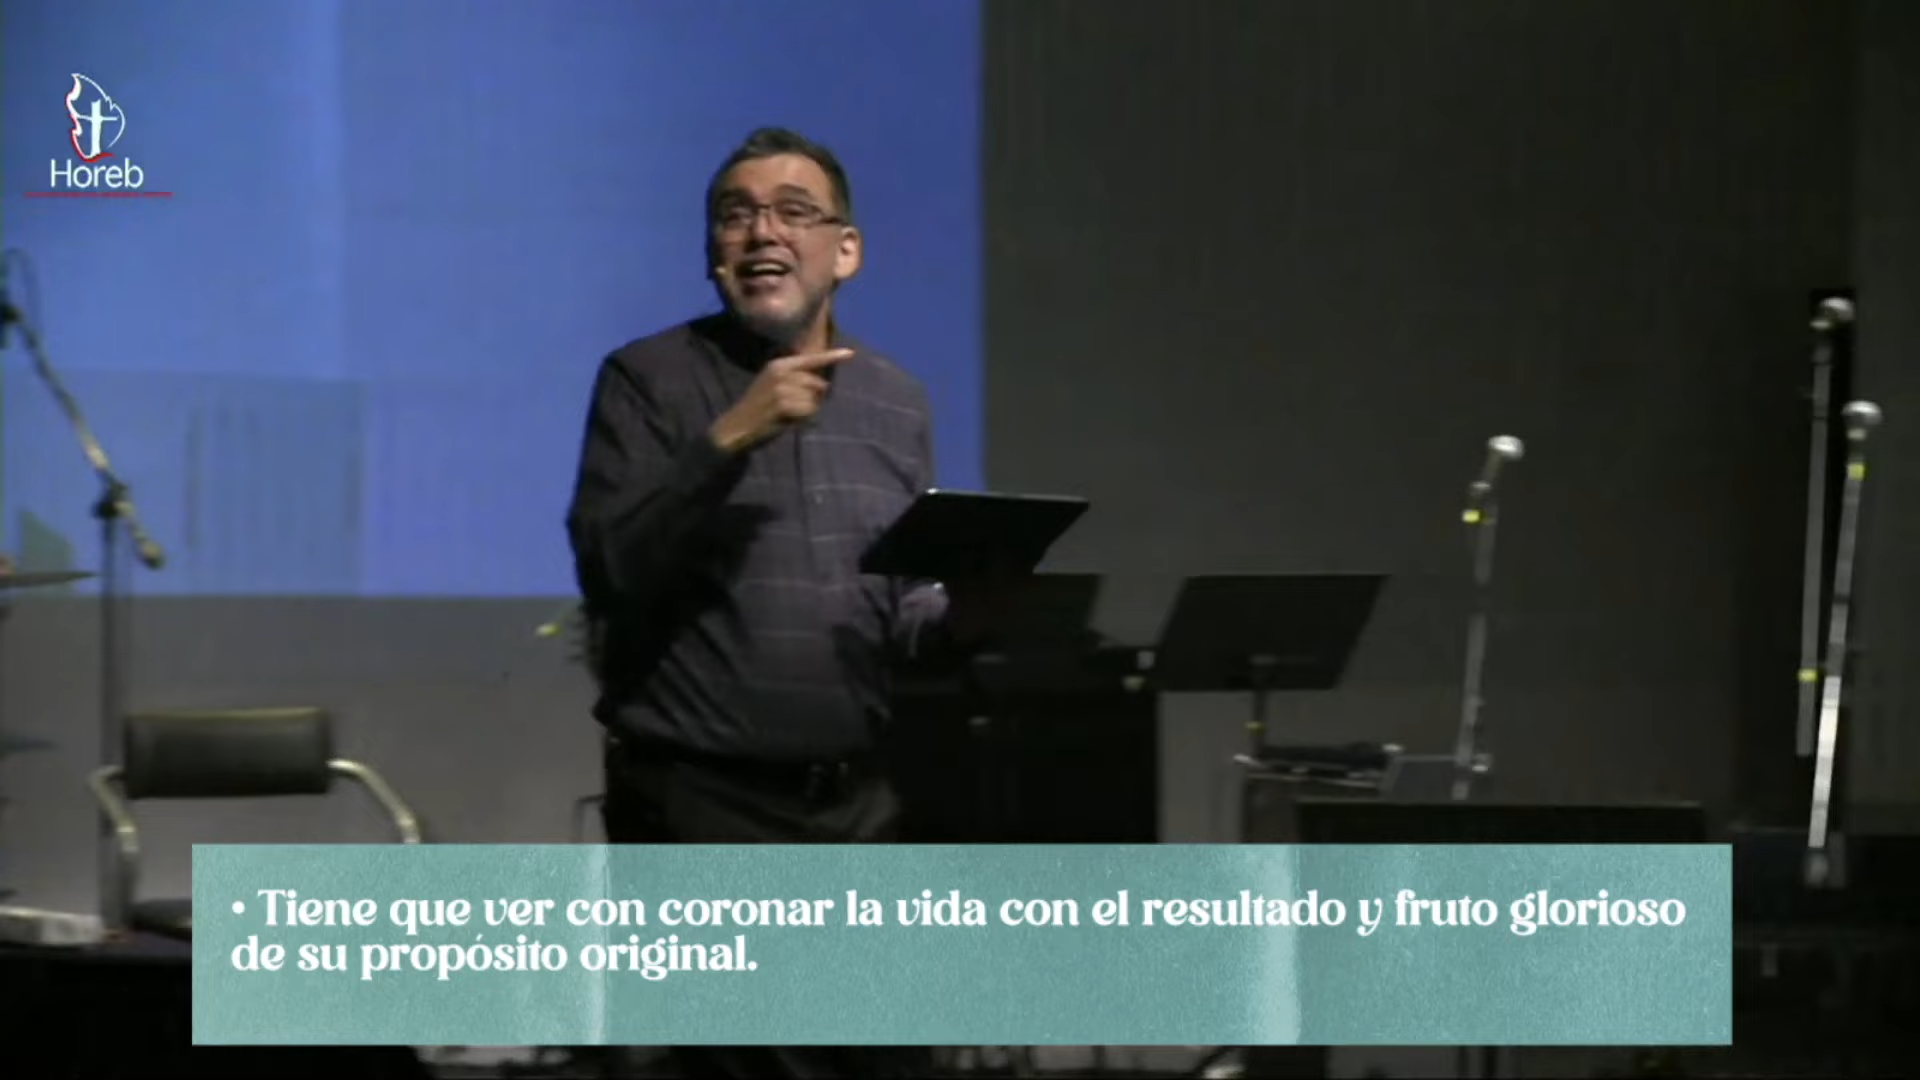 Horeb
• Tiene que ver con coronar la vida con el resultado y fruto glorioso
de su propósito original.